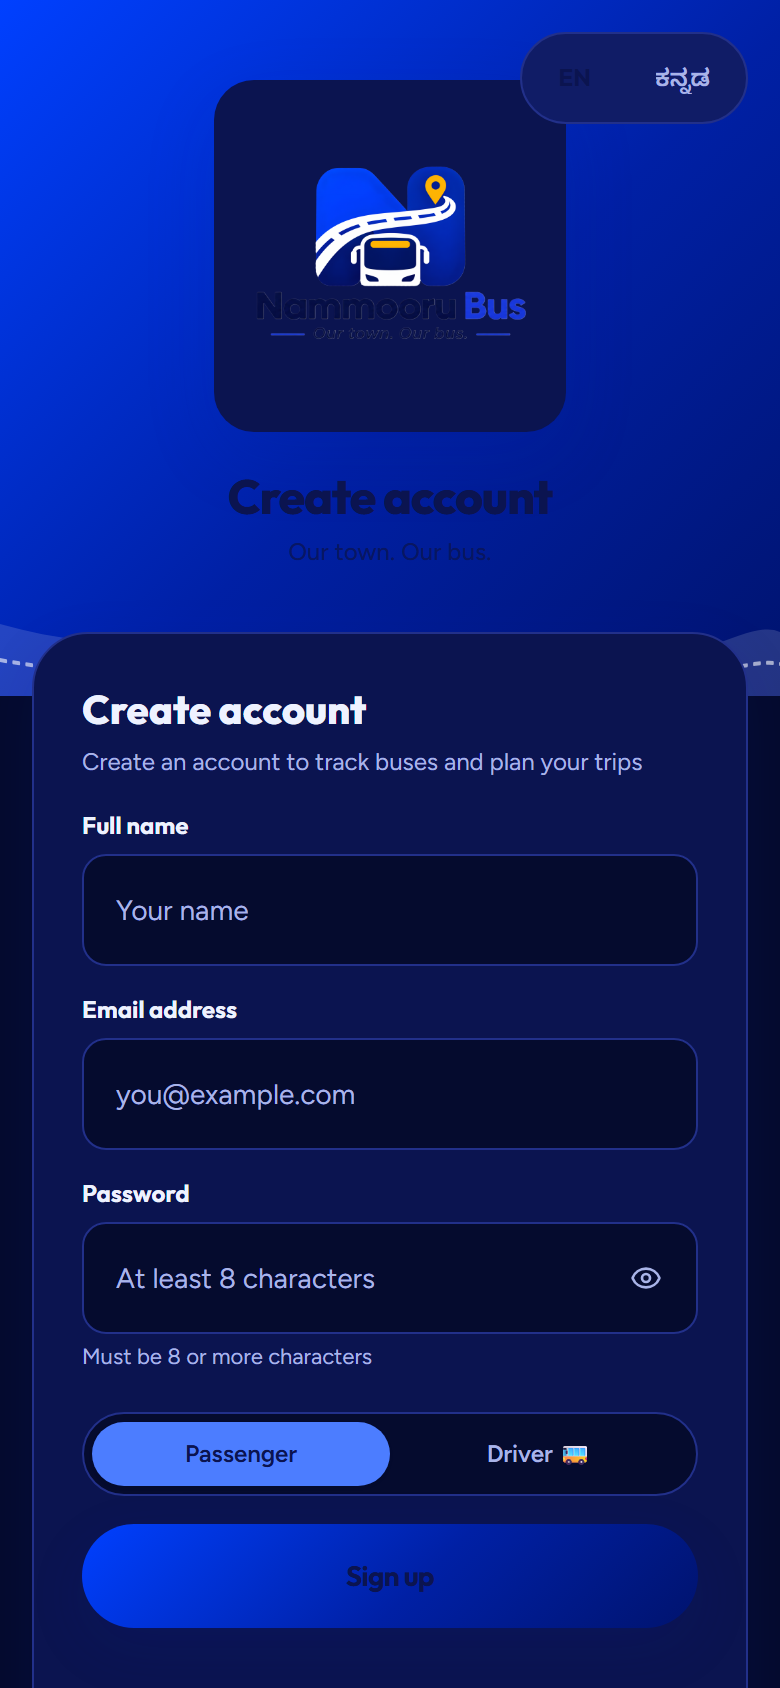 EN ಕನ್ನಡ
Nammooru Bus
Our town. Our bus.
Create account
Our town. Our bus.
Create account
Create an account to track buses and plan your trips
Full name
Your name
Email address
you@example.com
Password
At least 8 characters
Must be 8 or more characters
Passenger Driver 🚌
Sign up